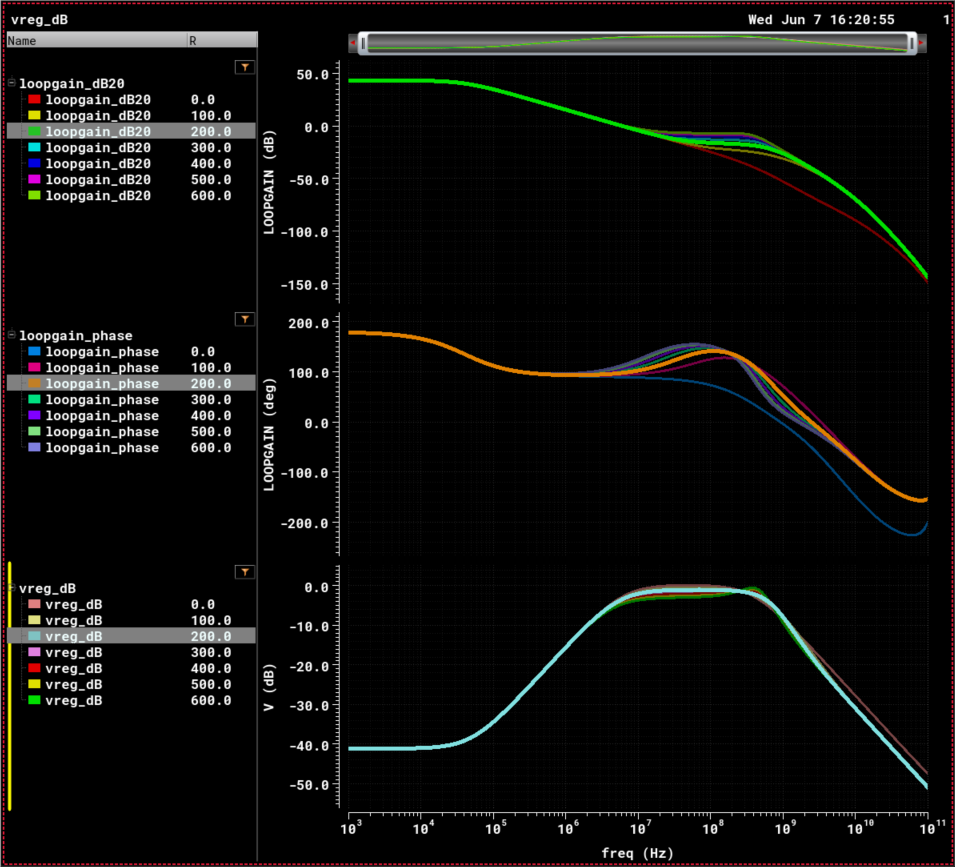 vreg_dB
Wed Jun 7 16:20:55 1
Name R
loopgain_dB20
loopgain_dB20 0.0
loopgain_dB20 100.0
loopgain_dB20 200.0
loopgain_dB20 300.0
loopgain_dB20 400.0
loopgain_dB20 500.0
loopgain_dB20 600.0
LOOPGAIN (dB)
50.0
0.0
-50.0
-100.0
-150.0
loopgain_phase
loopgain_phase 0.0
loopgain_phase 100.0
loopgain_phase 200.0
loopgain_phase 300.0
loopgain_phase 400.0
loopgain_phase 500.0
loopgain_phase 600.0
LOOPGAIN (deg)
200.0
100.0
0.0
-100.0
-200.0
vreg_dB
vreg_dB 0.0
vreg_dB 100.0
vreg_dB 200.0
vreg_dB 300.0
vreg_dB 400.0
vreg_dB 500.0
vreg_dB 600.0
V (dB)
0.0
-10.0
-20.0
-30.0
-40.0
-50.0
10³ 10⁴ 10⁵ 10⁶ 10⁷ 10⁸ 10⁹ 10¹⁰ 10¹¹
freq (Hz)